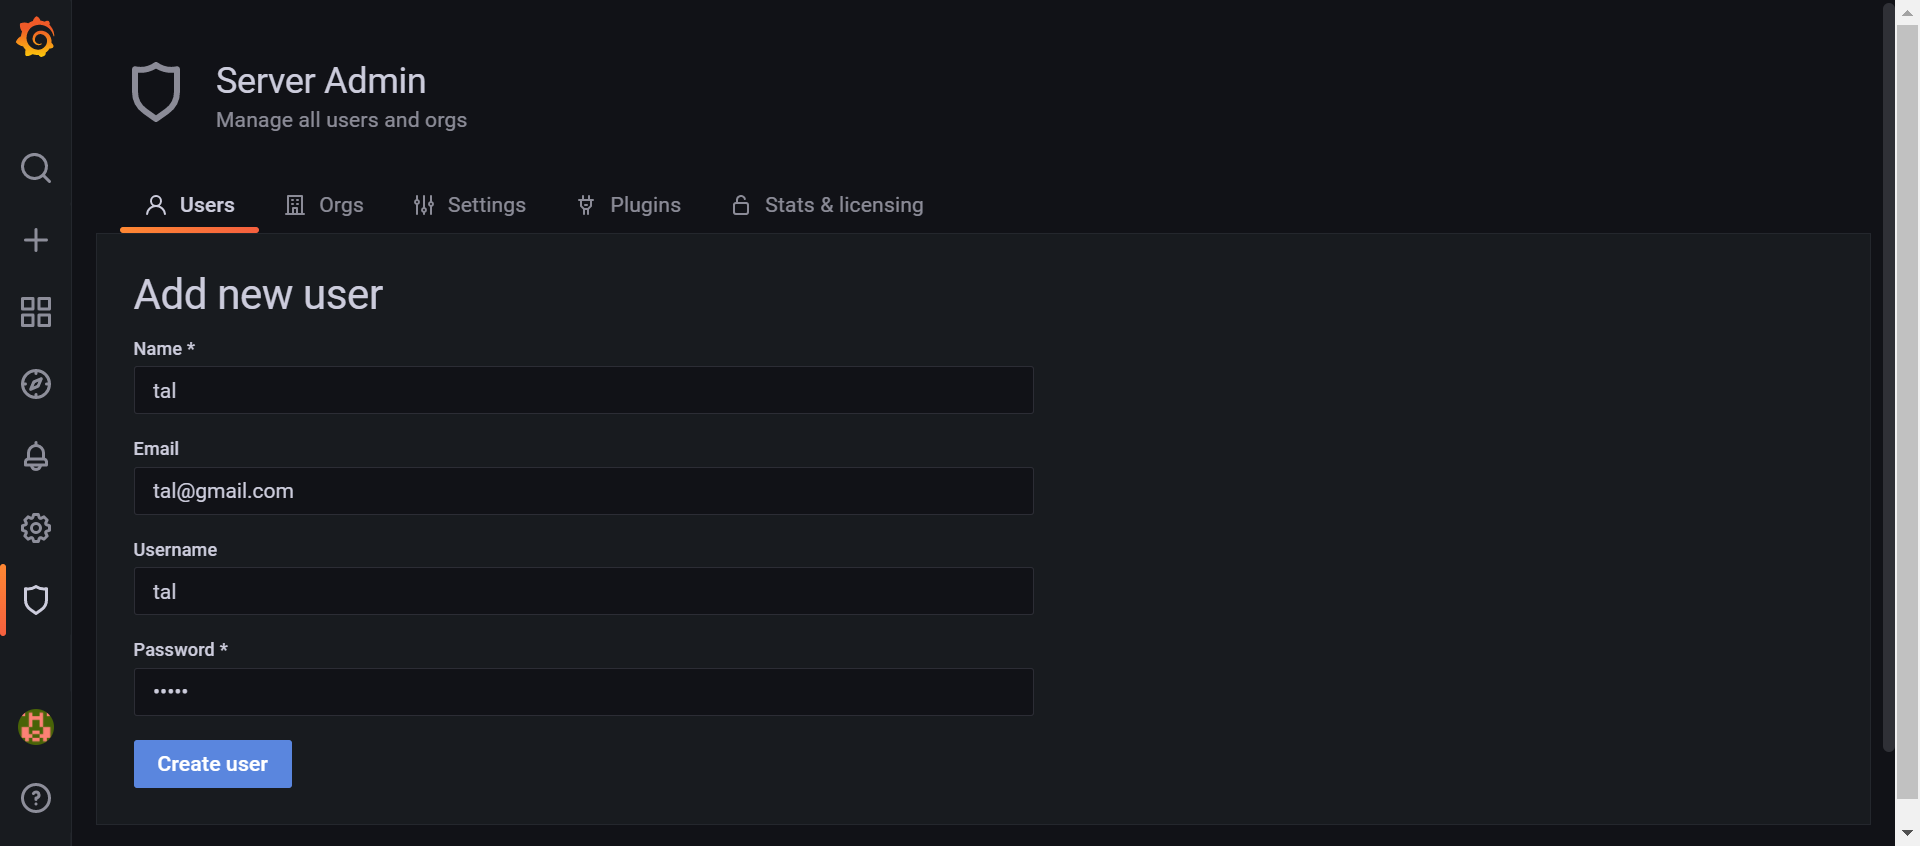 Server Admin
Manage all users and orgs
Users Orgs Settings Plugins Stats & licensing
Add new user
Name *
tal
Email
tal@gmail.com
Username
tal
Password *
•••••
Create user